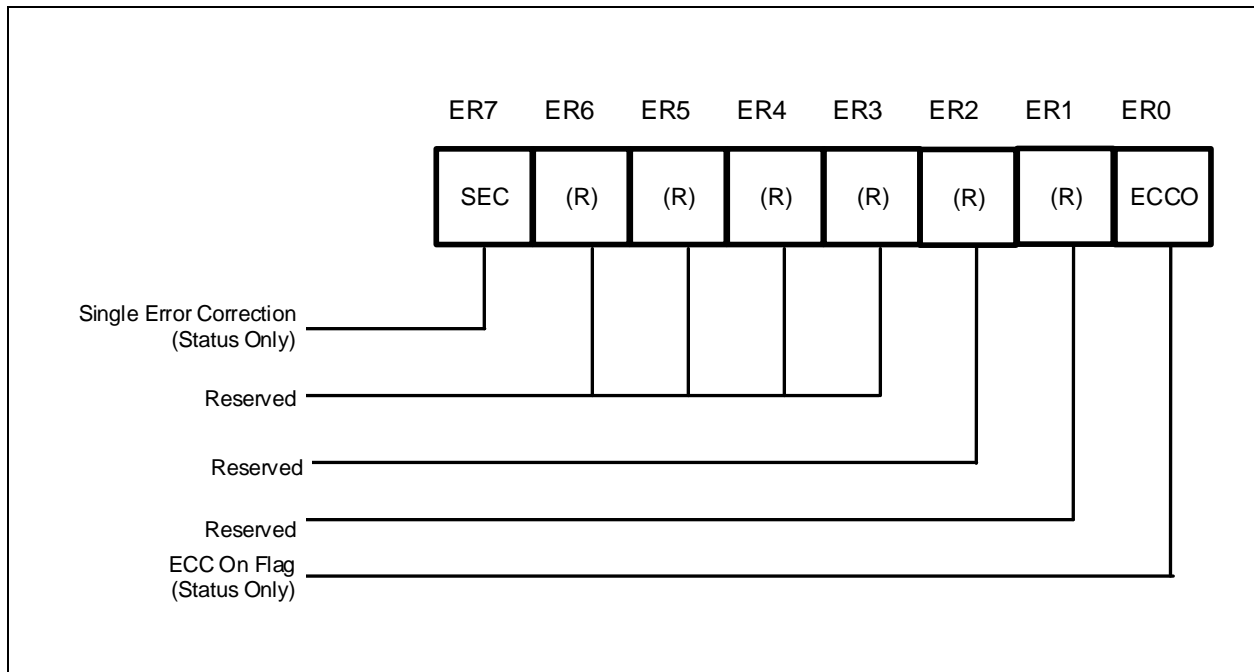 ER7 ER6 ER5 ER4 ER3 ER2 ER1 ER0
SEC (R) (R) (R) (R) (R) (R) ECCO
Single Error Correction
(Status Only)
Reserved
Reserved
Reserved
ECC On Flag
(Status Only)